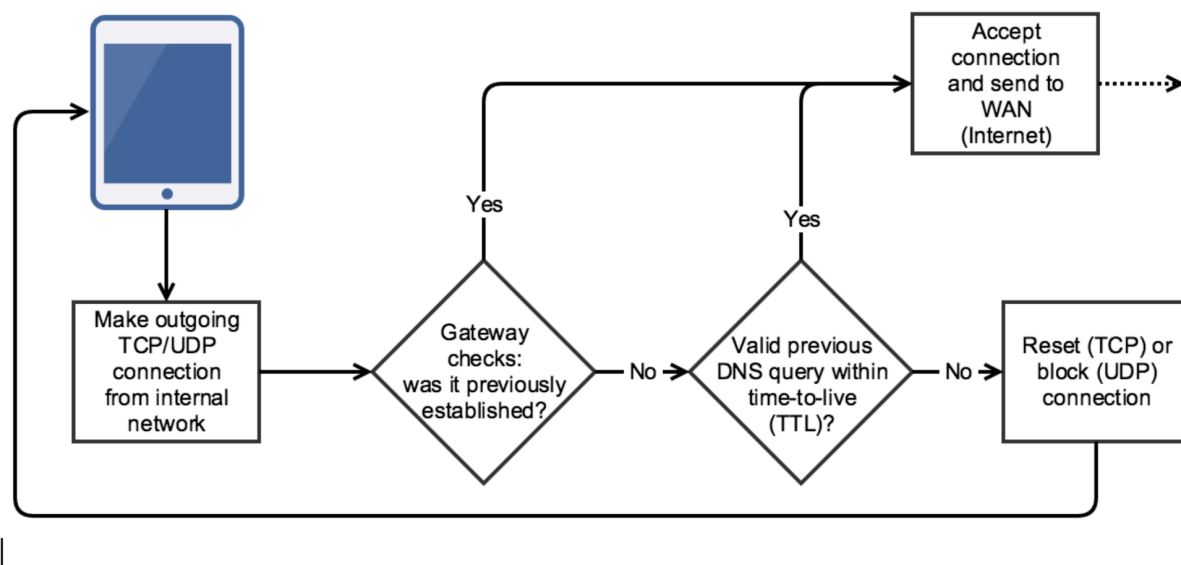 Accept
connection
and send to
WAN
(Internet)
Yes
Yes
Make outgoing
TCP/UDP
connection
from internal
network
Gateway
checks:
was it previously
established?
No
Valid previous
DNS query within
time-to-live
(TTL)?
No
Reset (TCP) or
block (UDP)
connection